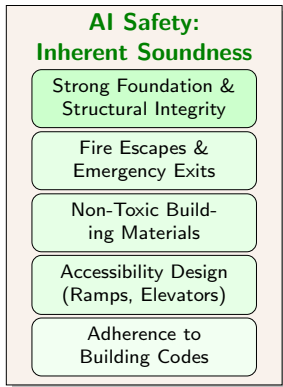 AI Safety:
Inherent Soundness
Strong Foundation &
Structural Integrity
Fire Escapes &
Emergency Exits
Non-Toxic Build-
ing Materials
Accessibility Design
(Ramps, Elevators)
Adherence to
Building Codes